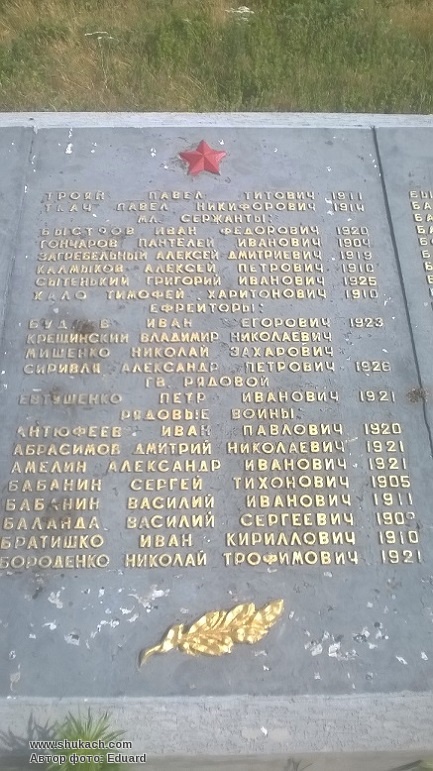 ТРОЯН ПАВЕЛ ТИТОВИЧ 1911
ТКАЧ ПАВЕЛ НИКИФОРОВИЧ 1914
МЛ. СЕРЖАНТЫ:
БЫСТРОВ ИВАН ФЕДОРОВИЧ 1920
ГОНЧАРОВ ПАНТЕЛЕЙ ИВАНОВИЧ 1904
ЗАГРЕБЕЛЬНЫЙ АЛЕКСЕЙ ДМИТРИЕВИЧ 1919
КАЛМЫКОВ АЛЕКСЕЙ ПЕТРОВИЧ 1910
СЫТЕНЬКИЙ ГРИГОРИЙ ИВАНОВИЧ 1925
ХАЛО ТИМОФЕЙ ХАРИТОНОВИЧ 1910
ЕФРЕЙТОРЫ:
ИВАН ЕГОРОВИЧ 1923
КРЕЩИНСКИЙ ВЛАДИМИР НИКОЛАЕВИЧ
МИШЕНКО НИКОЛАЙ ЗАХАРОВИЧ
СИРИВЛЯ АЛЕКСАНДР ПЕТРОВИЧ 1926
ГВ. РЯДОВОЙ
ЕВТУШЕНКО ПЕТР ИВАНОВИЧ 1921
РЯДОВЫЕ ВОИНЫ:
АНТЮФЕЕВ ИВАН ПАВЛОВИЧ 1920
АБРАСИМОВ ДМИТРИЙ НИКОЛАЕВИЧ 1921
АМЕЛИН АЛЕКСАНДР ИВАНОВИЧ 1921
БАБАНИН СЕРГЕЙ ТИХОНОВИЧ 1905
БАБАНИН ВАСИЛИЙ ИВАНОВИЧ 1911
БАЛАНДА ВАСИЛИЙ СЕРГЕЕВИЧ
БРАТИШКО ИВАН КИРИЛЛОВИЧ 1910
БОРОДЕНКО НИКОЛАЙ ТРОФИМОВИЧ 1921
www.shukach.com
Автор фото: Eduard